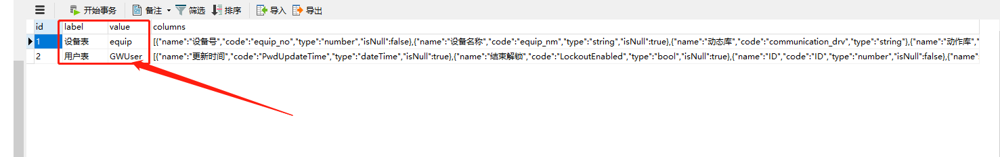 开始事务 备注 筛选 排序 导入 导出
id label value columns
1 设备表 equip [{"name":"设备号","code":"equip_no","type":"number","isNull":false},{"name":"设备名称","code":"equip_nm","type":"string","isNull":true},{"name":"动态库","code":"communication_drv","type":"string"},{"name":"动作库","
2 用户表 GWUser [{"name":"更新时间","code":"PwdUpdateTime","type":"dateTime","isNull":true},{"name":"结束解锁","code":"LockoutEnabled","type":"bool","isNull":true},{"name":"ID","code":"ID","type":"number","isNull":false},{"name":